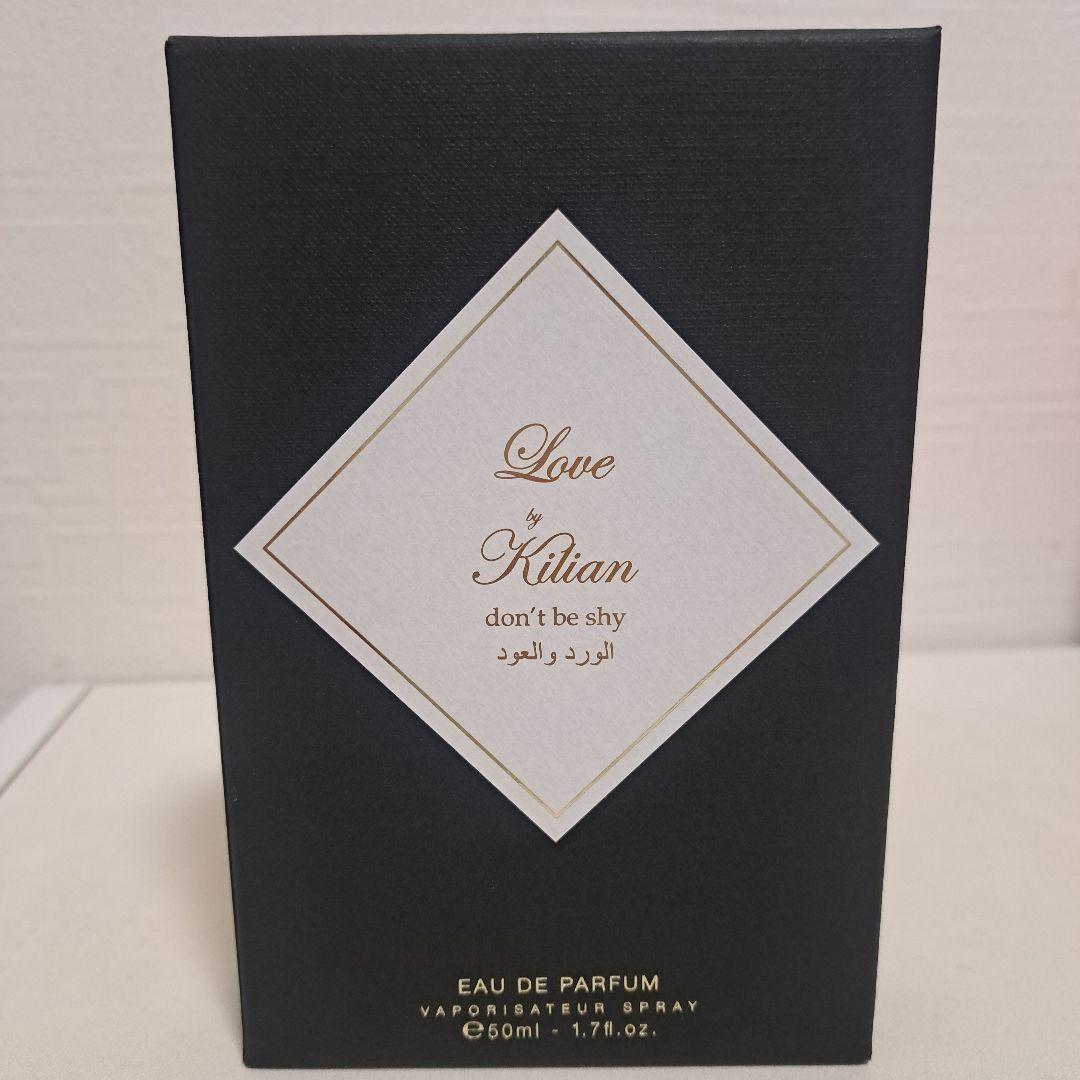 Love
by
Kilian
don't be shy
الورد والعود
EAU DE PARFUM
VAPORISATEUR SPRAY
℮50ml - 1.7fl.oz.